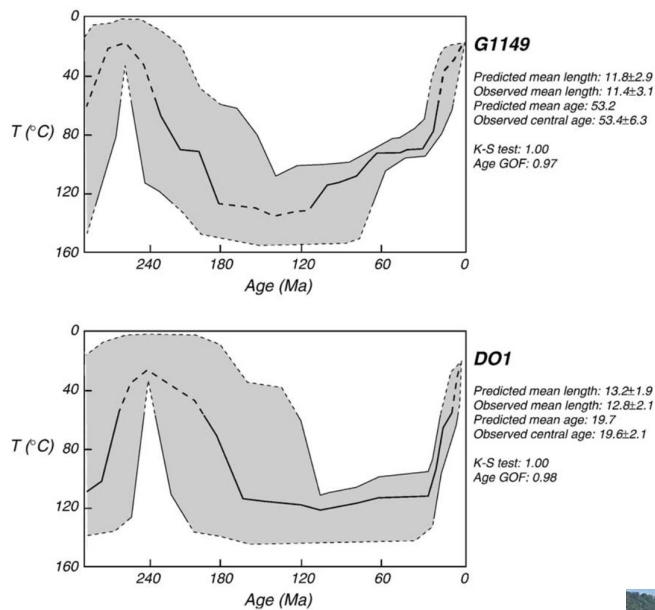 G1149
Predicted mean length: 11.8±2.9
Observed mean length: 11.4±3.1
Predicted mean age: 53.2
Observed central age: 53.4±6.3
K-S test: 1.00
Age GOF: 0.97
T (°C)
0
40
80
120
160
240
180
120
60
0
Age (Ma)
DO1
Predicted mean length: 13.2±1.9
Observed mean length: 12.8±2.1
Predicted mean age: 19.7
Observed central age: 19.6±2.1
K-S test: 1.00
Age GOF: 0.98
T (°C)
0
40
80
120
160
240
180
120
60
0
Age (Ma)